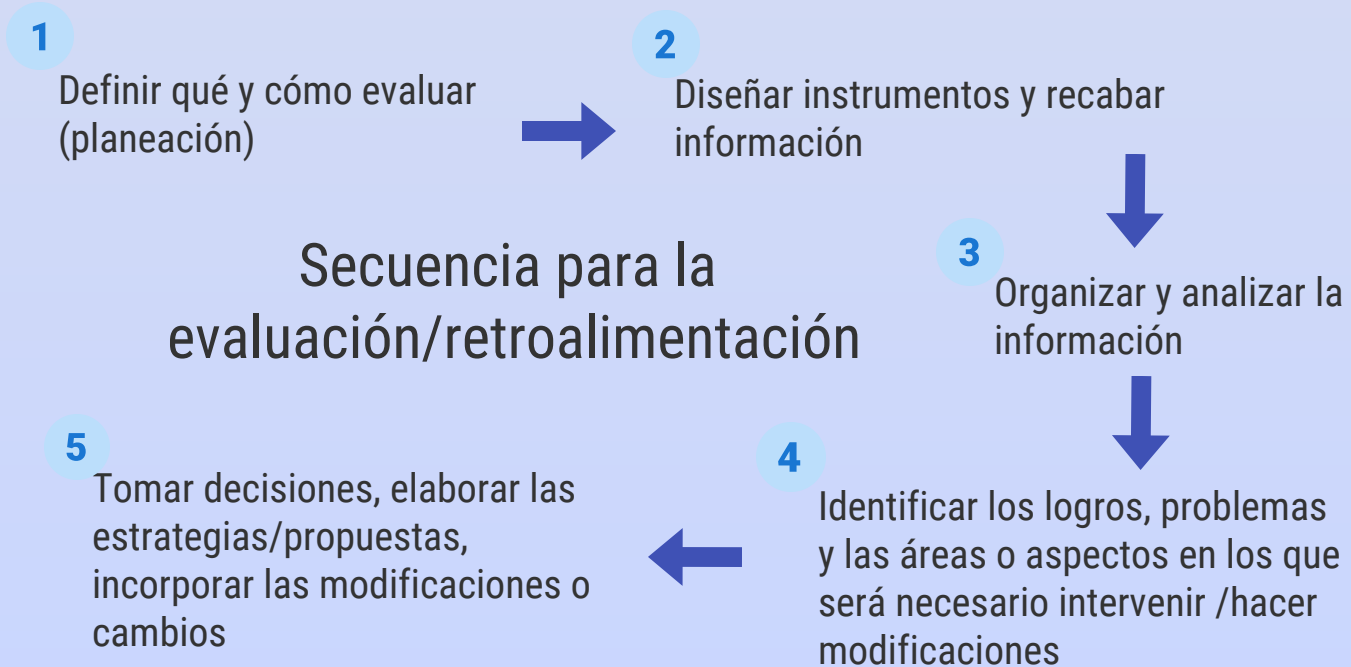 1
Definir qué y cómo evaluar
(planeación)
2
Diseñar instrumentos y recabar
información
Secuencia para la
evaluación/retroalimentación
3
Organizar y analizar la
información
4
Identificar los logros, problemas
y las áreas o aspectos en los que
será necesario intervenir /hacer
modificaciones
5
Tomar decisiones, elaborar las
estrategias/propuestas,
incorporar las modificaciones o
cambios